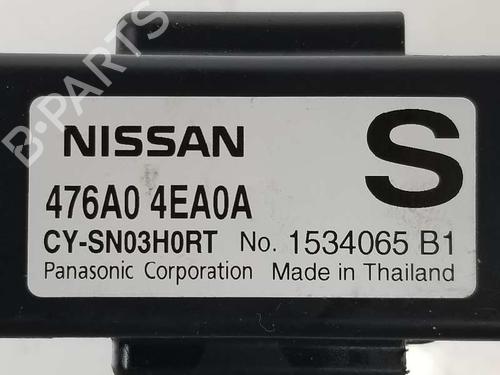 NISSAN
S
476A0 4EA0A
CY-SN03H0RT No. 1534065 B1
Panasonic Corporation Made in Thailand
B-PARTS